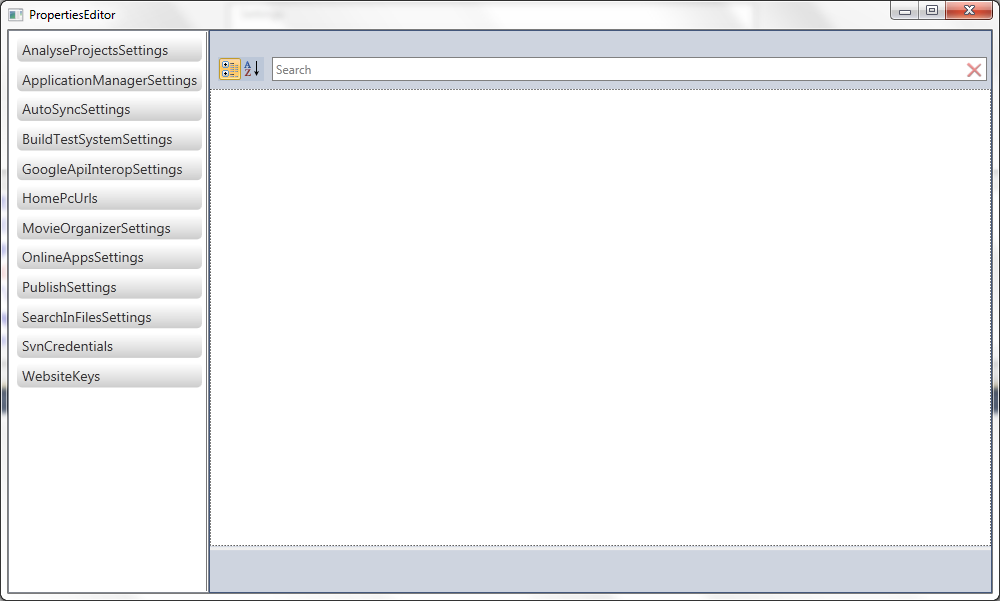 PropertiesEditor
AnalyseProjectsSettings
ApplicationManagerSettings
AutoSyncSettings
BuildTestSystemSettings
GoogleApiInteropSettings
HomePcUrls
MovieOrganizerSettings
OnlineAppsSettings
PublishSettings
SearchInFilesSettings
SvnCredentials
WebsiteKeys
A
Z
Search